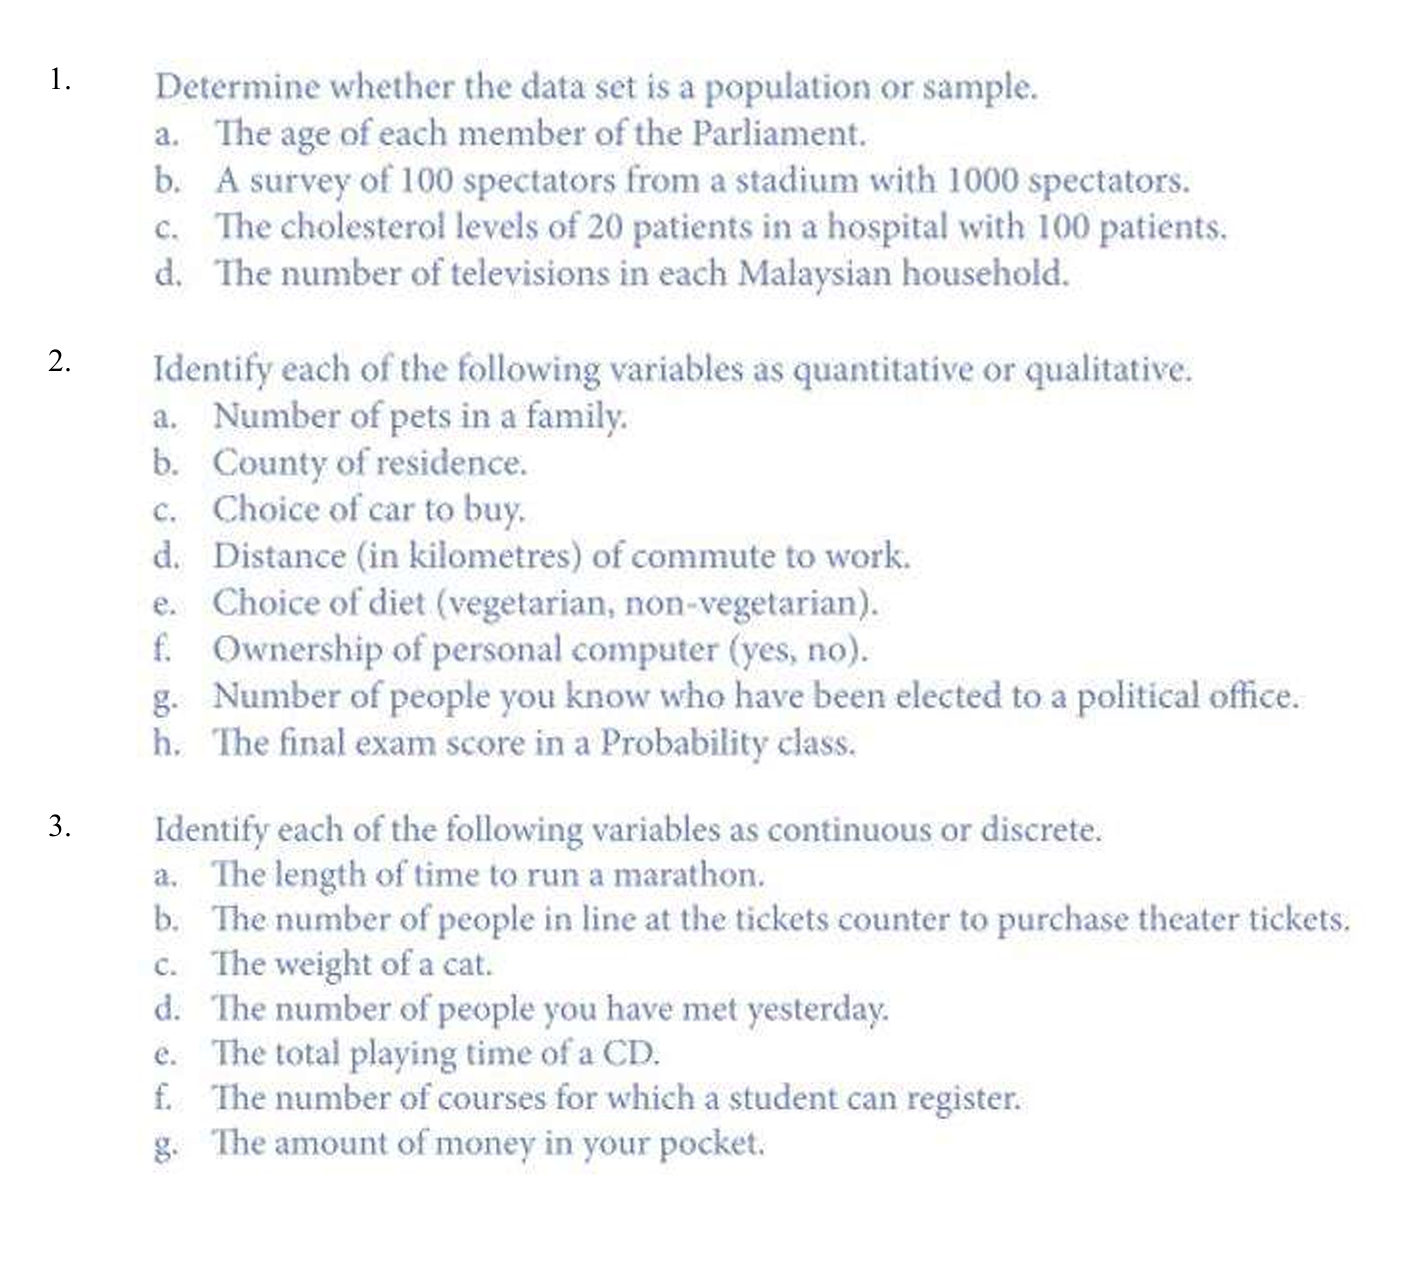 1. Determine whether the data set is a population or sample.
a. The age of each member of the Parliament.
b. A survey of 100 spectators from a stadium with 1000 spectators.
c. The cholesterol levels of 20 patients in a hospital with 100 patients.
d. The number of televisions in each Malaysian household.
2. Identify each of the following variables as quantitative or qualitative.
a. Number of pets in a family.
b. County of residence.
c. Choice of car to buy.
d. Distance (in kilometres) of commute to work.
e. Choice of diet (vegetarian, non-vegetarian).
f. Ownership of personal computer (yes, no).
g. Number of people you know who have been elected to a political office.
h. The final exam score in a Probability class.
3. Identify each of the following variables as continuous or discrete.
a. The length of time to run a marathon.
b. The number of people in line at the tickets counter to purchase theater tickets.
c. The weight of a cat.
d. The number of people you have met yesterday.
e. The total playing time of a CD.
f. The number of courses for which a student can register.
g. The amount of money in your pocket.